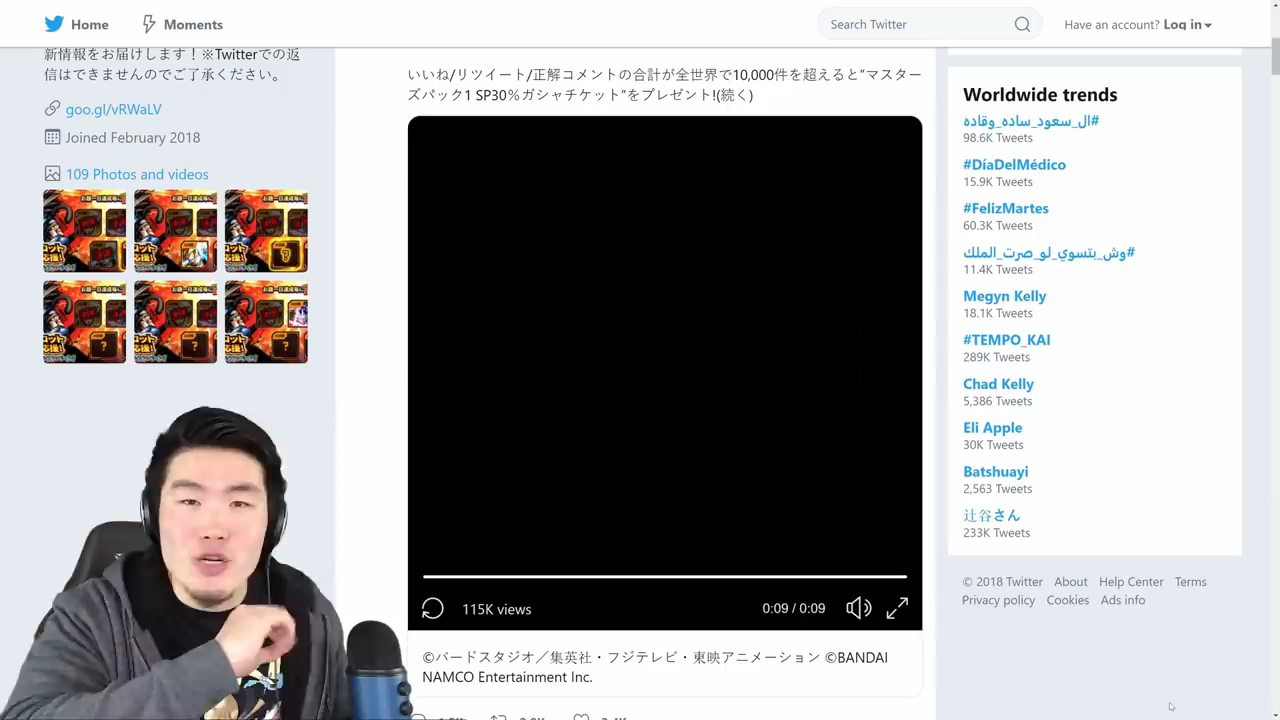 Home
Moments
Search Twitter
Have an account? Log in
新情報をお届けします！※Twitterでの返
信はできませんのでご了承ください。
goo.gl/vRWaLV
Joined February 2018
109 Photos and videos
いいね/リツイート/正解コメントの合計が全世界で10,000件を超えると“マスター
ズパック1 SP30％ガシャチケット”をプレゼント!(続く)
115K views
0:09 / 0:09
©バードスタジオ／集英社・フジテレビ・東映アニメーション ©BANDAI
NAMCO Entertainment Inc.
Worldwide trends
#ال_سعود_ساده_وقاده
98.6K Tweets
#DíaDelMédico
15.9K Tweets
#FelizMartes
60.3K Tweets
#وش_بتسوي_لو_صرت_الملك
11.4K Tweets
Megyn Kelly
18.1K Tweets
#TEMPO_KAI
289K Tweets
Chad Kelly
5,386 Tweets
Eli Apple
30K Tweets
Batshuayi
2,563 Tweets
辻谷さん
233K Tweets
© 2018 Twitter About Help Center Terms
Privacy policy Cookies Ads info